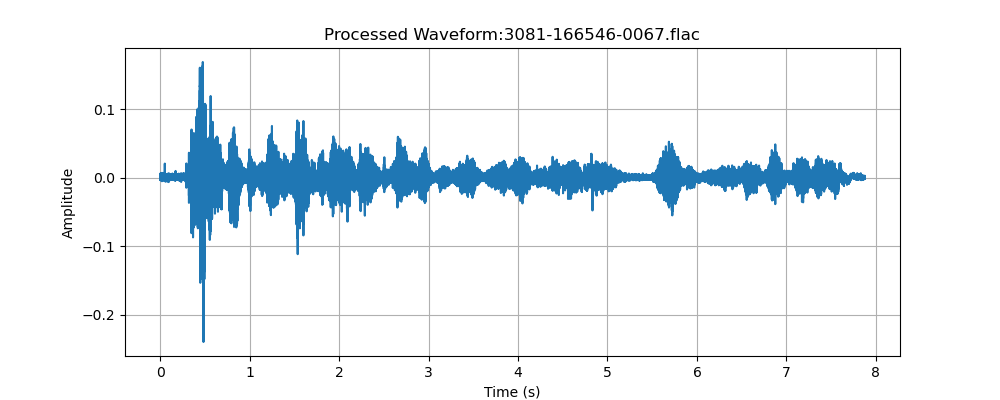 Processed Waveform:3081-166546-0067.flac
Amplitude
0.1
0.0
−0.1
−0.2
0 1 2 3 4 5 6 7 8
Time (s)